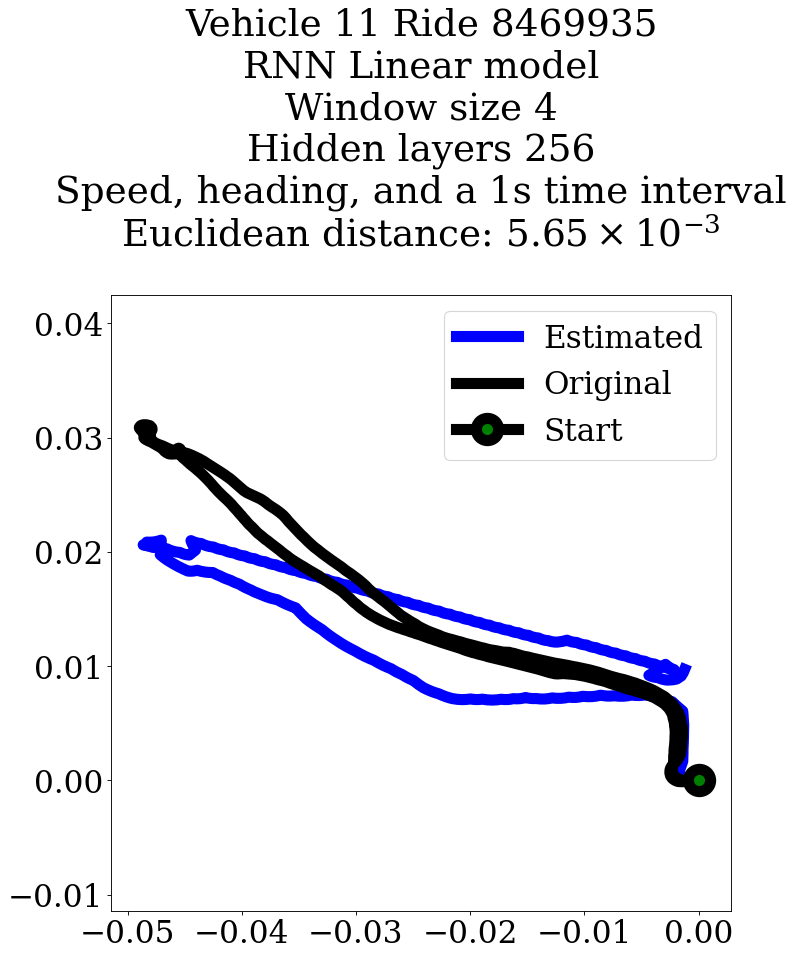 Vehicle 11 Ride 8469935
RNN Linear model
Window size 4
Hidden layers 256
Speed, heading, and a 1s time interval
Euclidean distance: 5.65 × 10⁻³
Estimated
Original
Start
0.04
0.03
0.02
0.01
0.00
−0.01
−0.05 −0.04 −0.03 −0.02 −0.01 0.00